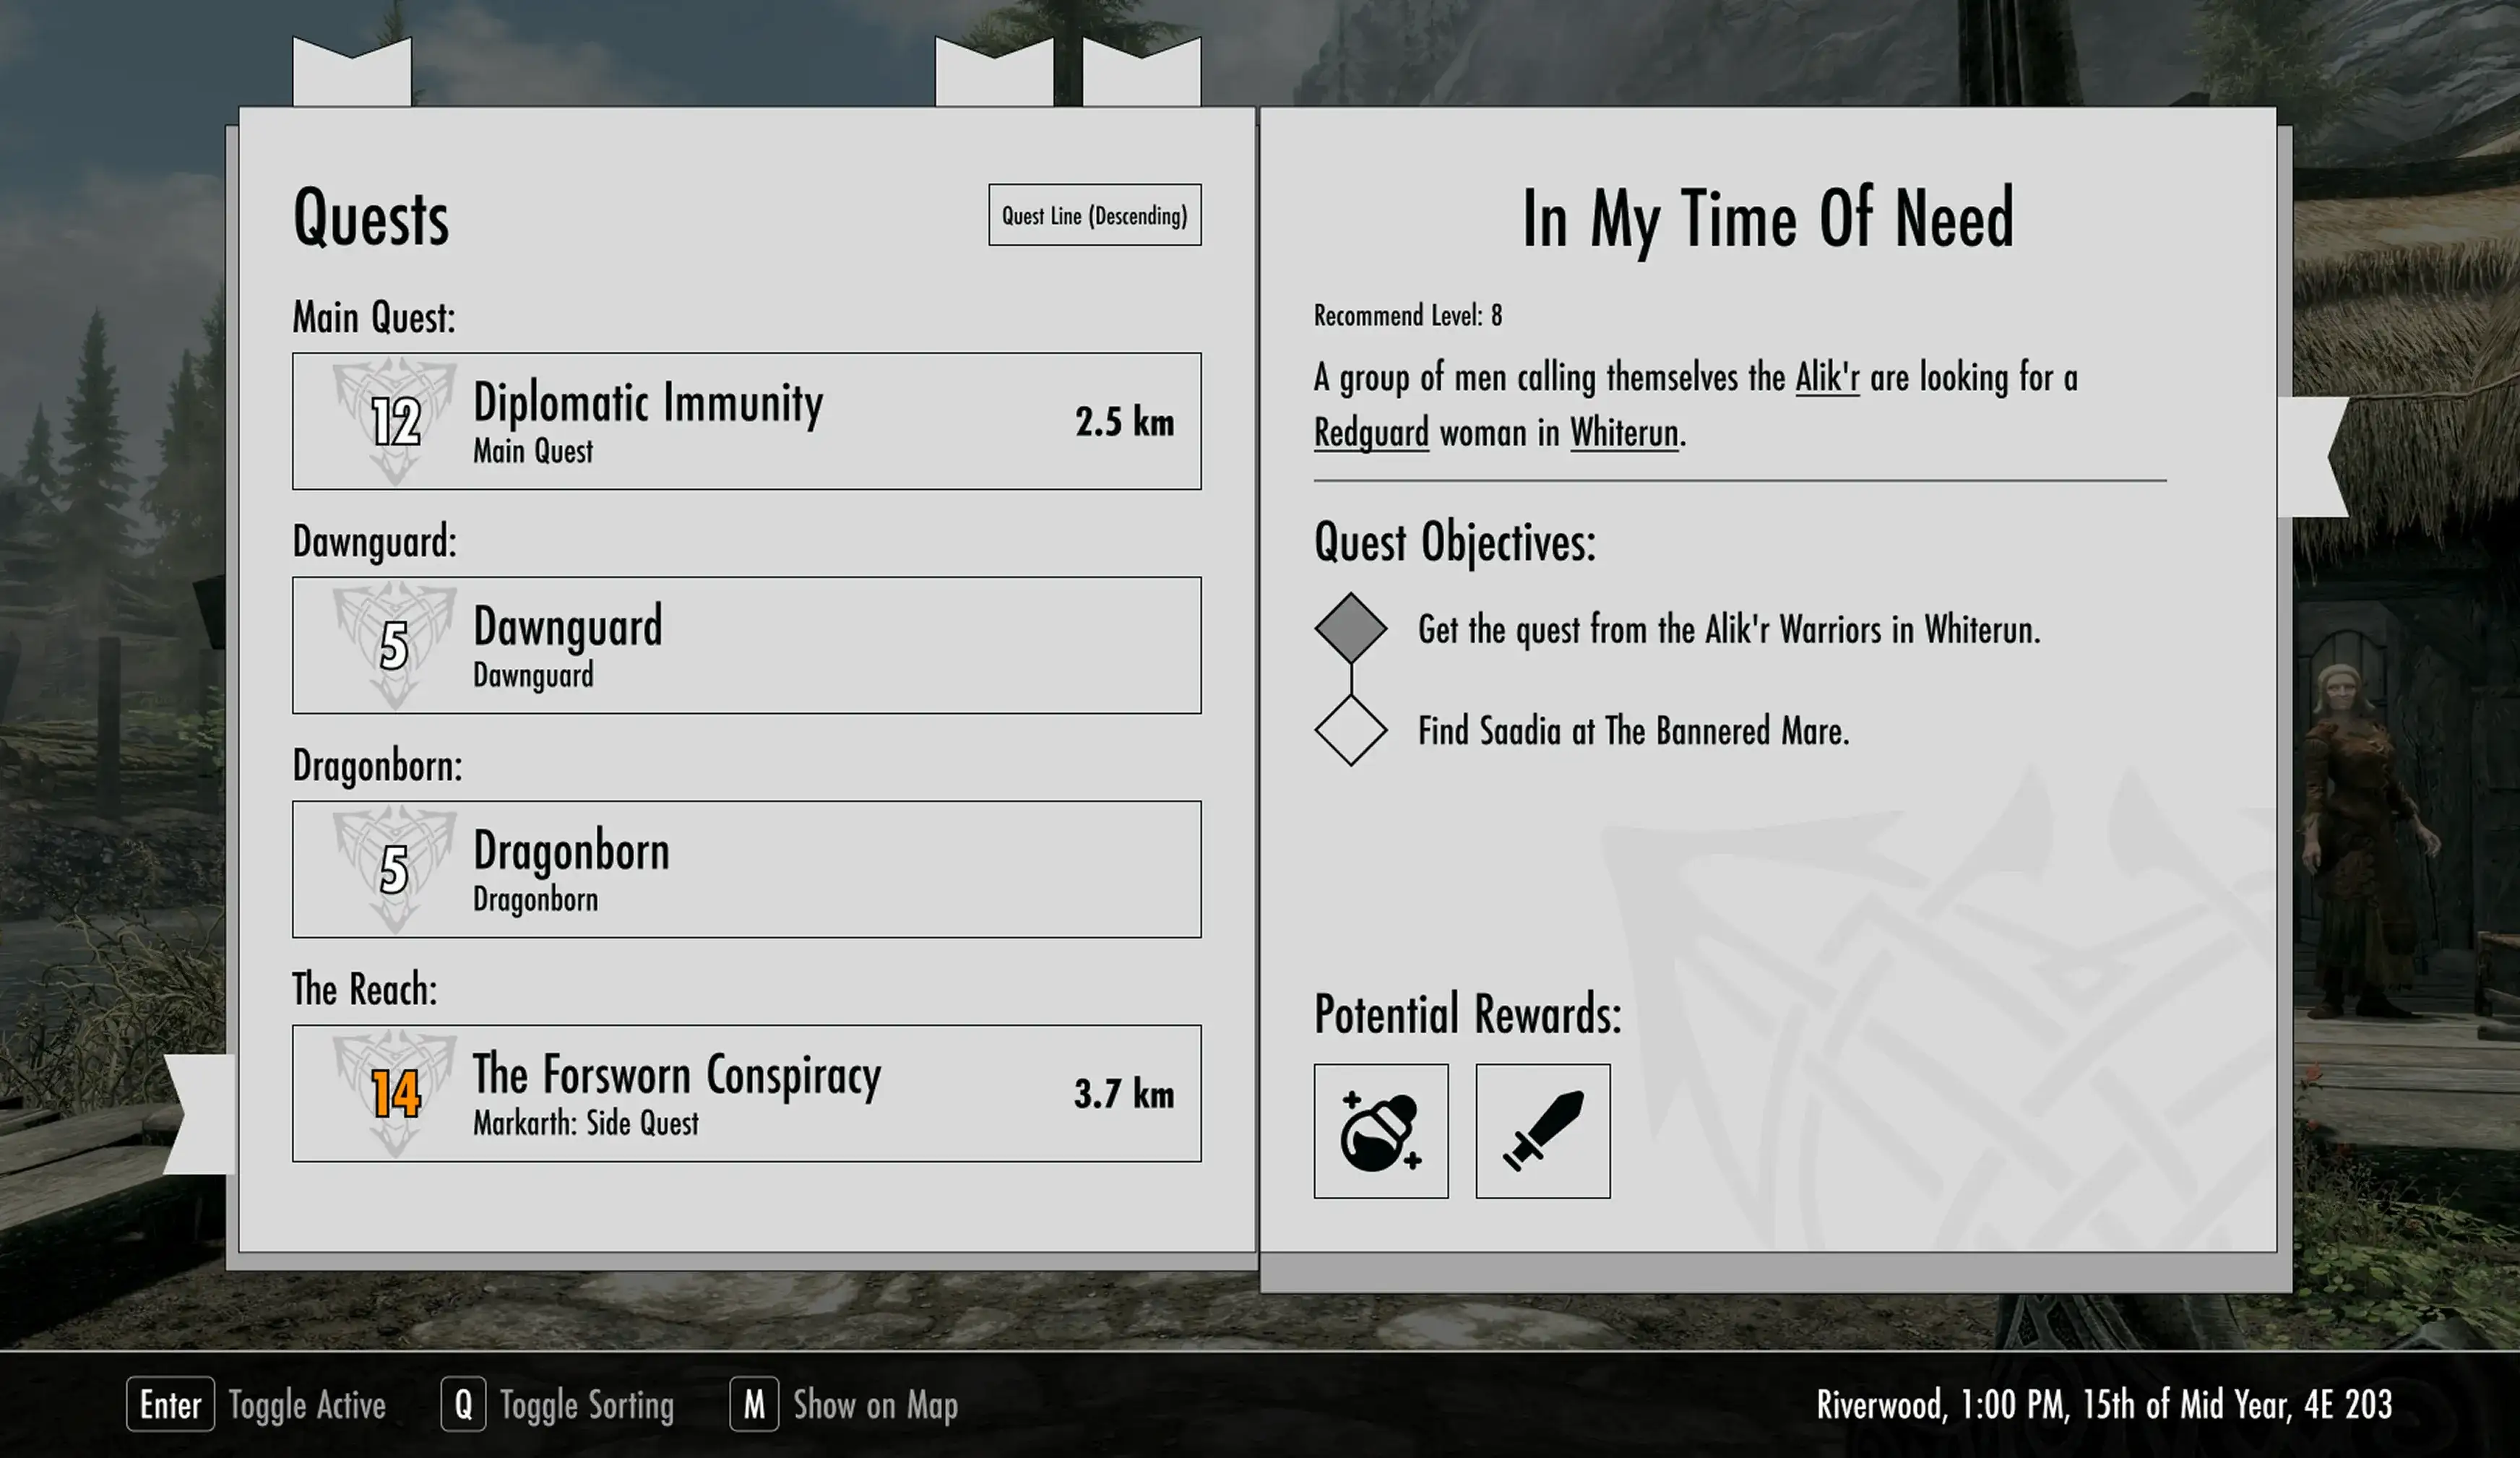 Quests
Quest Line (Descending)
Main Quest:
12
Diplomatic Immunity
Main Quest
2.5 km
Dawnguard:
5
Dawnguard
Dawnguard
Dragonborn:
5
Dragonborn
Dragonborn
The Reach:
14
The Forsworn Conspiracy
Markarth: Side Quest
3.7 km
In My Time Of Need
Recommend Level: 8
A group of men calling themselves the Alik'r are looking for a
Redguard woman in Whiterun.
Quest Objectives:
Get the quest from the Alik'r Warriors in Whiterun.
Find Saadia at The Bannered Mare.
Potential Rewards:
Enter Toggle Active
Q Toggle Sorting
M Show on Map
Riverwood, 1:00 PM, 15th of Mid Year, 4E 203